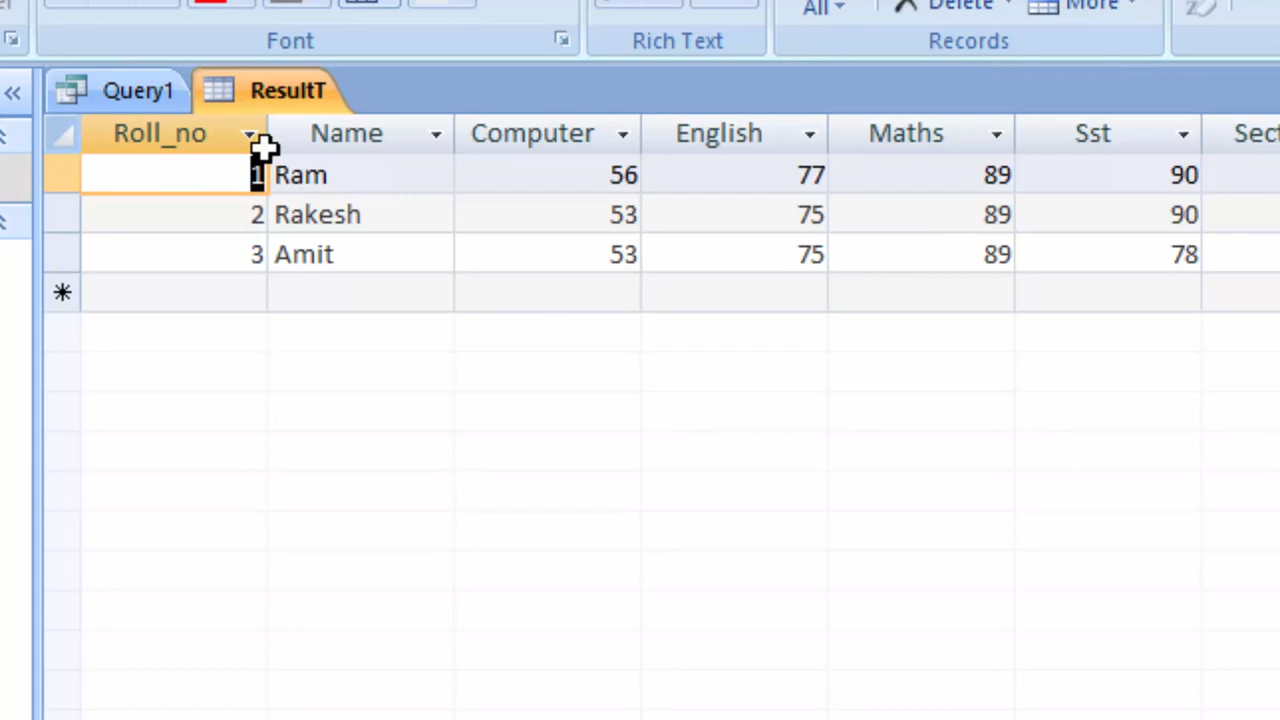 All Delete More
Font Rich Text Records
Query1 ResultT
Roll_no Name Computer English Maths Sst Sect
1 Ram 56 77 89 90
2 Rakesh 53 75 89 90
3 Amit 53 75 89 78